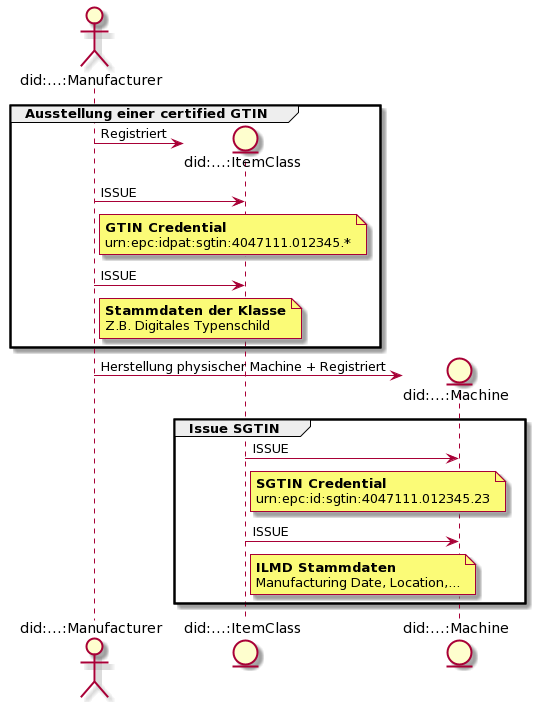 did:...:Manufacturer
Ausstellung einer certified GTIN
Registriert
did:...:ItemClass
ISSUE
GTIN Credential
urn:epc:idpat:sgtin:4047111.012345.*
ISSUE
Stammdaten der Klasse
Z.B. Digitales Typenschild
Herstellung physischer Machine + Registriert
did:...:Machine
Issue SGTIN
ISSUE
SGTIN Credential
urn:epc:id:sgtin:4047111.012345.23
ISSUE
ILMD Stammdaten
Manufacturing Date, Location,...
did:...:Manufacturer
did:...:ItemClass
did:...:Machine